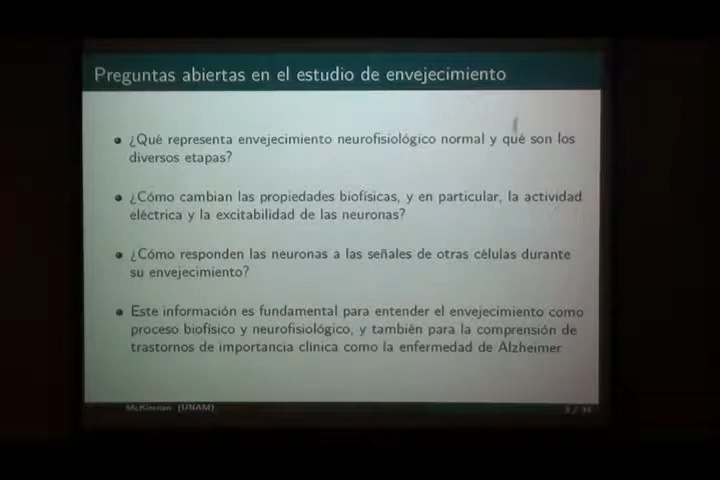 Preguntas abiertas en el estudio de envejecimiento
¿Qué representa envejecimiento neurofisiológico normal y qué son los
diversos etapas?
¿Cómo cambian las propiedades biofísicas, y en particular, la actividad
eléctrica y la excitabilidad de las neuronas?
¿Cómo responden las neuronas a las señales de otras células durante
su envejecimiento?
Este información es fundamental para entender el envejecimiento como
proceso biofísico y neurofisiológico, y también para la comprensión de
trastornos de importancia clínica como la enfermedad de Alzheimer
(UNAM)